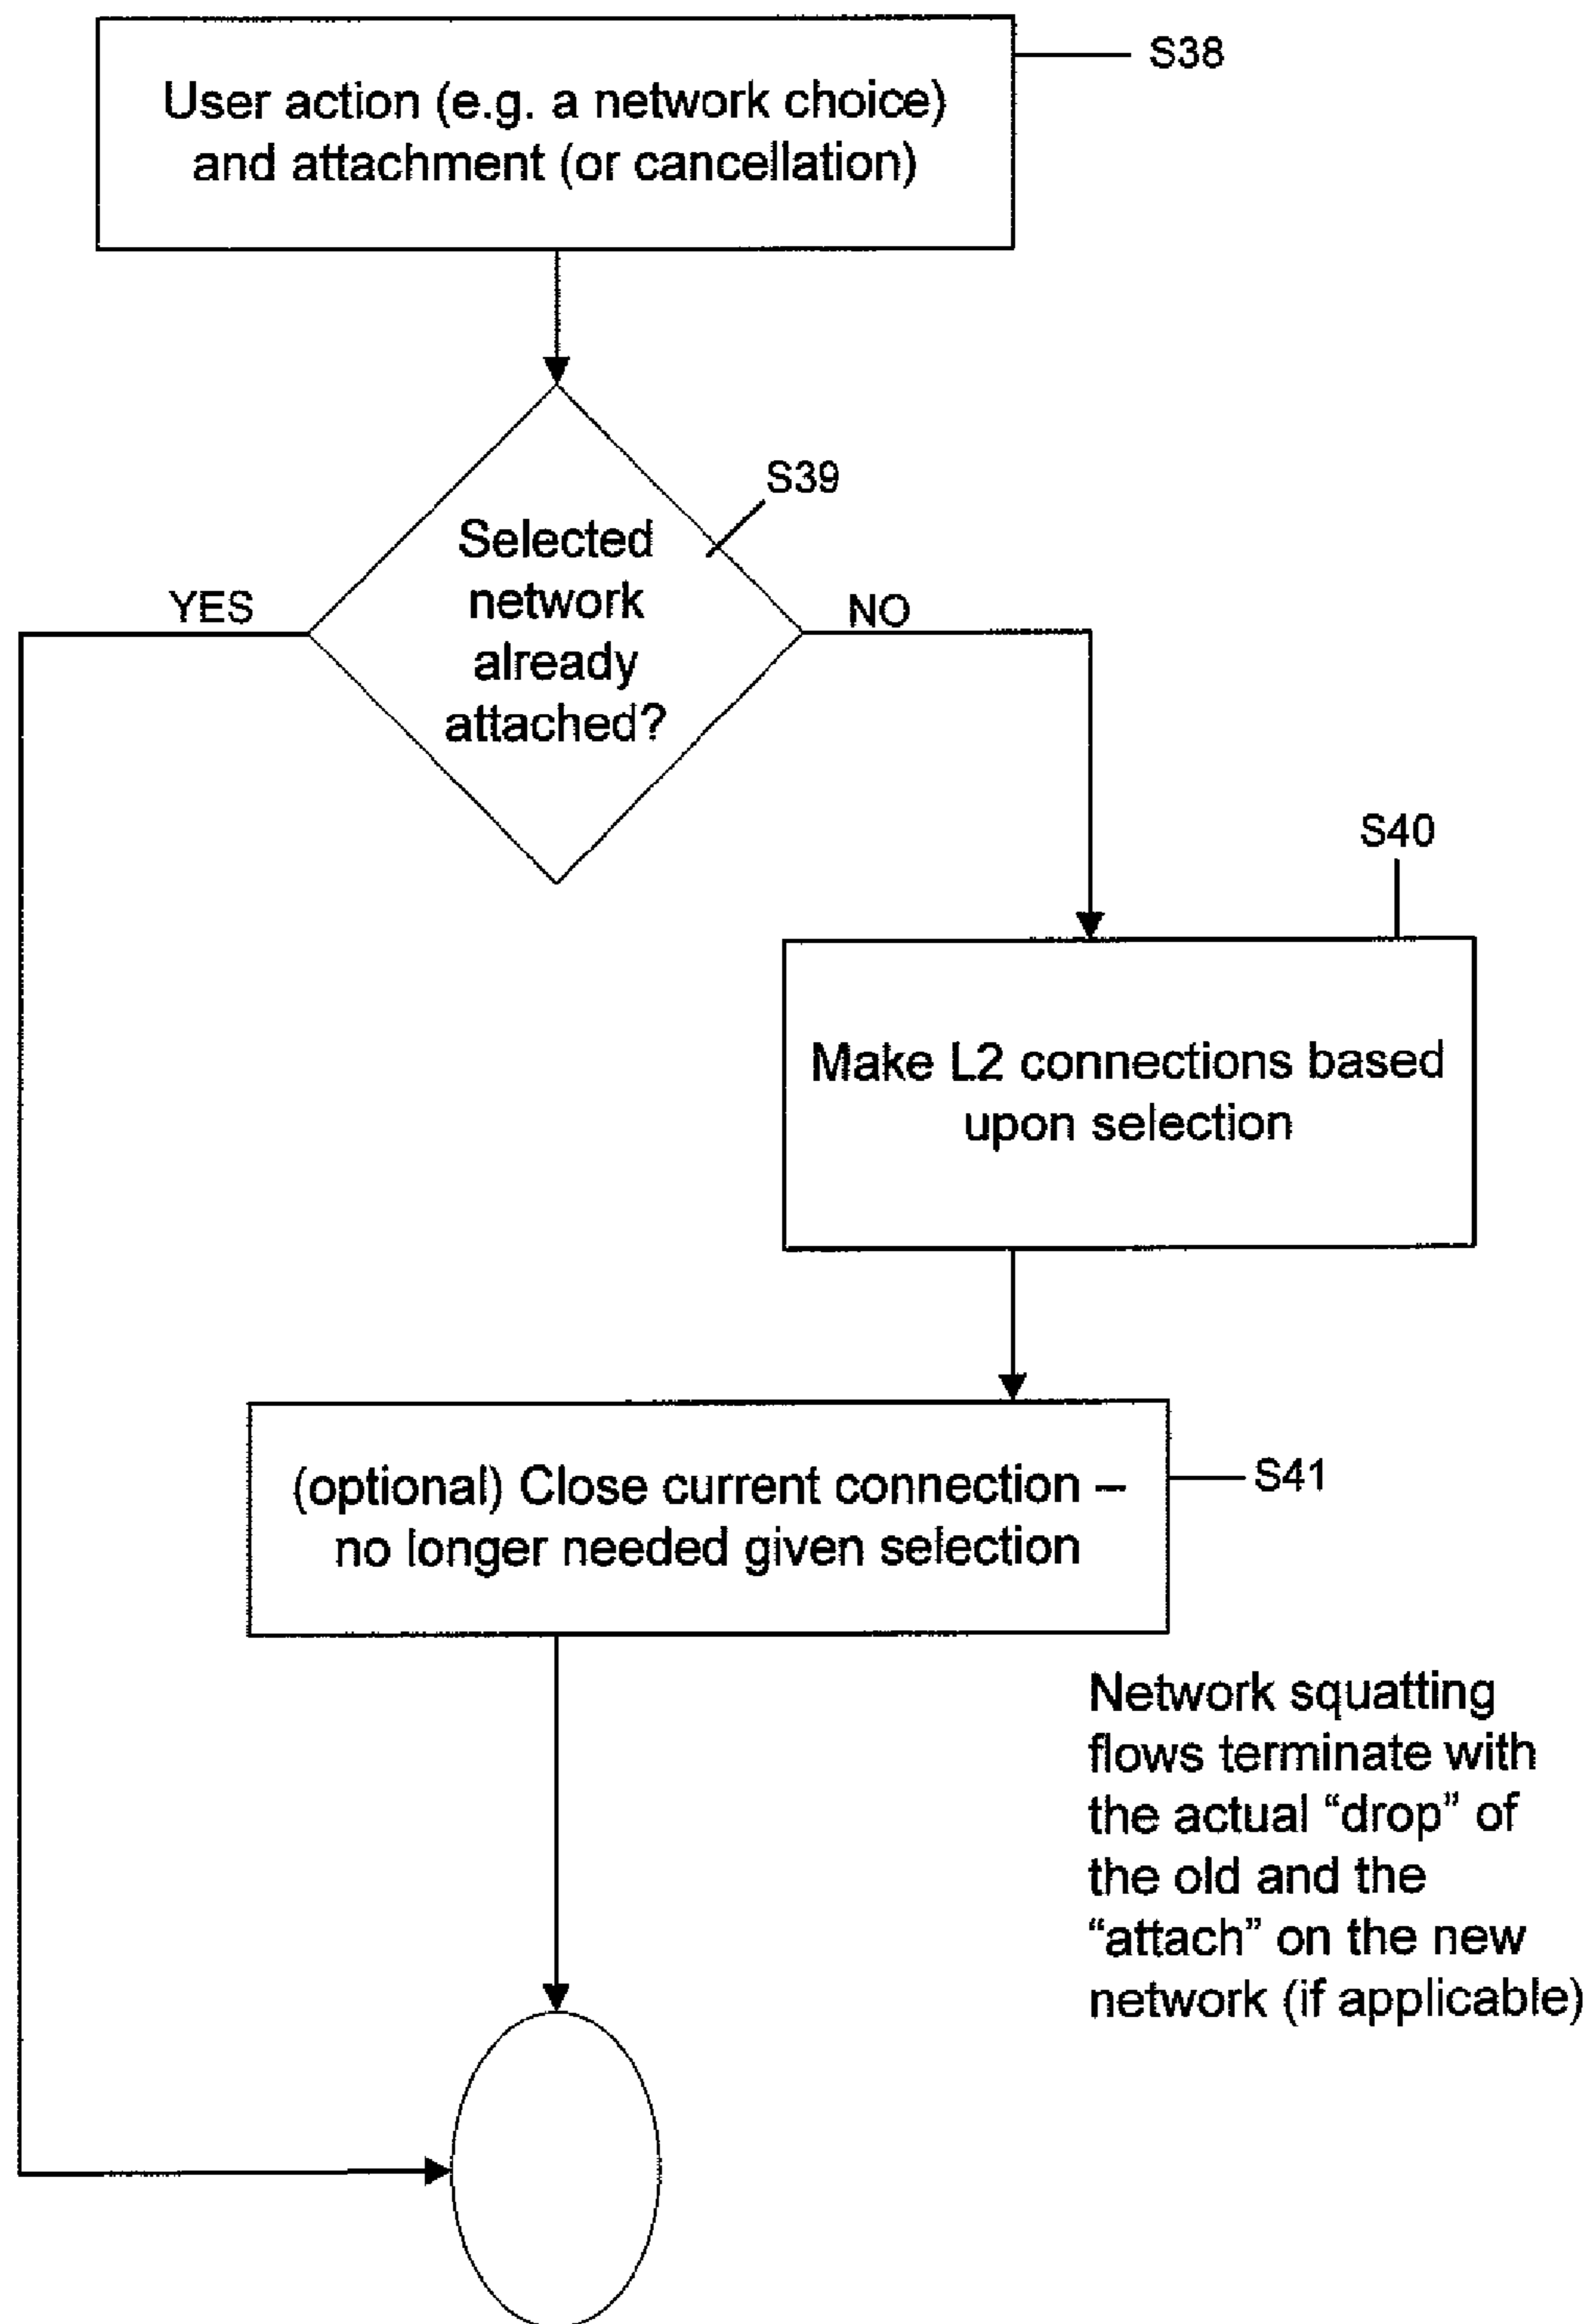 S38
User action (e.g. a network choice)
and attachment (or cancellation)
S39
Selected
network
already
attached?
YES
NO
S40
Make L2 connections based
upon selection
(optional) Close current connection –
no longer needed given selection
S41
Network squatting
flows terminate with
the actual “drop” of
the old and the
“attach” on the new
network (if applicable)